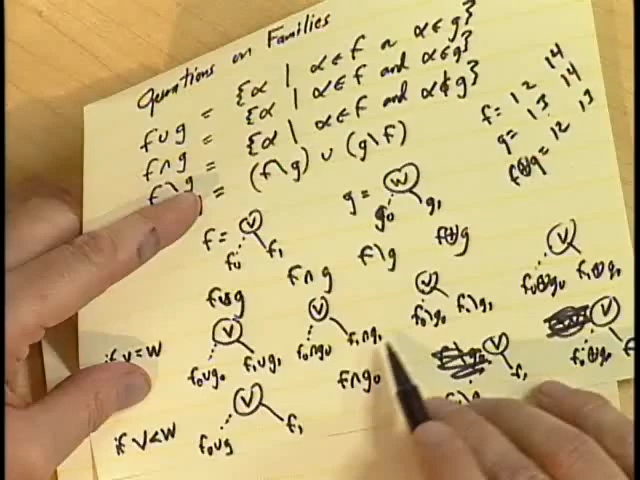 Operations on Families
f∪g = {α | α∈f or α∈g}
f∩g = {α | α∈f and α∈g}
f\g = {α | α∈f and α∉g}
= (f\g) ∪ (g\f)
f = 12 14
g = 13 14
f⊕g = 12 13
f = V f₀ f₁
g = W g₀ g₁
f∩g f\g f⊕g
if V=W
V f₀∪g₀ f₁∪g₁
V f₀∩g₀ f₁∩g₁
V f₀\g₀ f₁\g₁
V f₀⊕g₀ f₁⊕g₁
if V<W
V f₀∪g f₁
f∩g₀
V f₁
V f₀⊕g